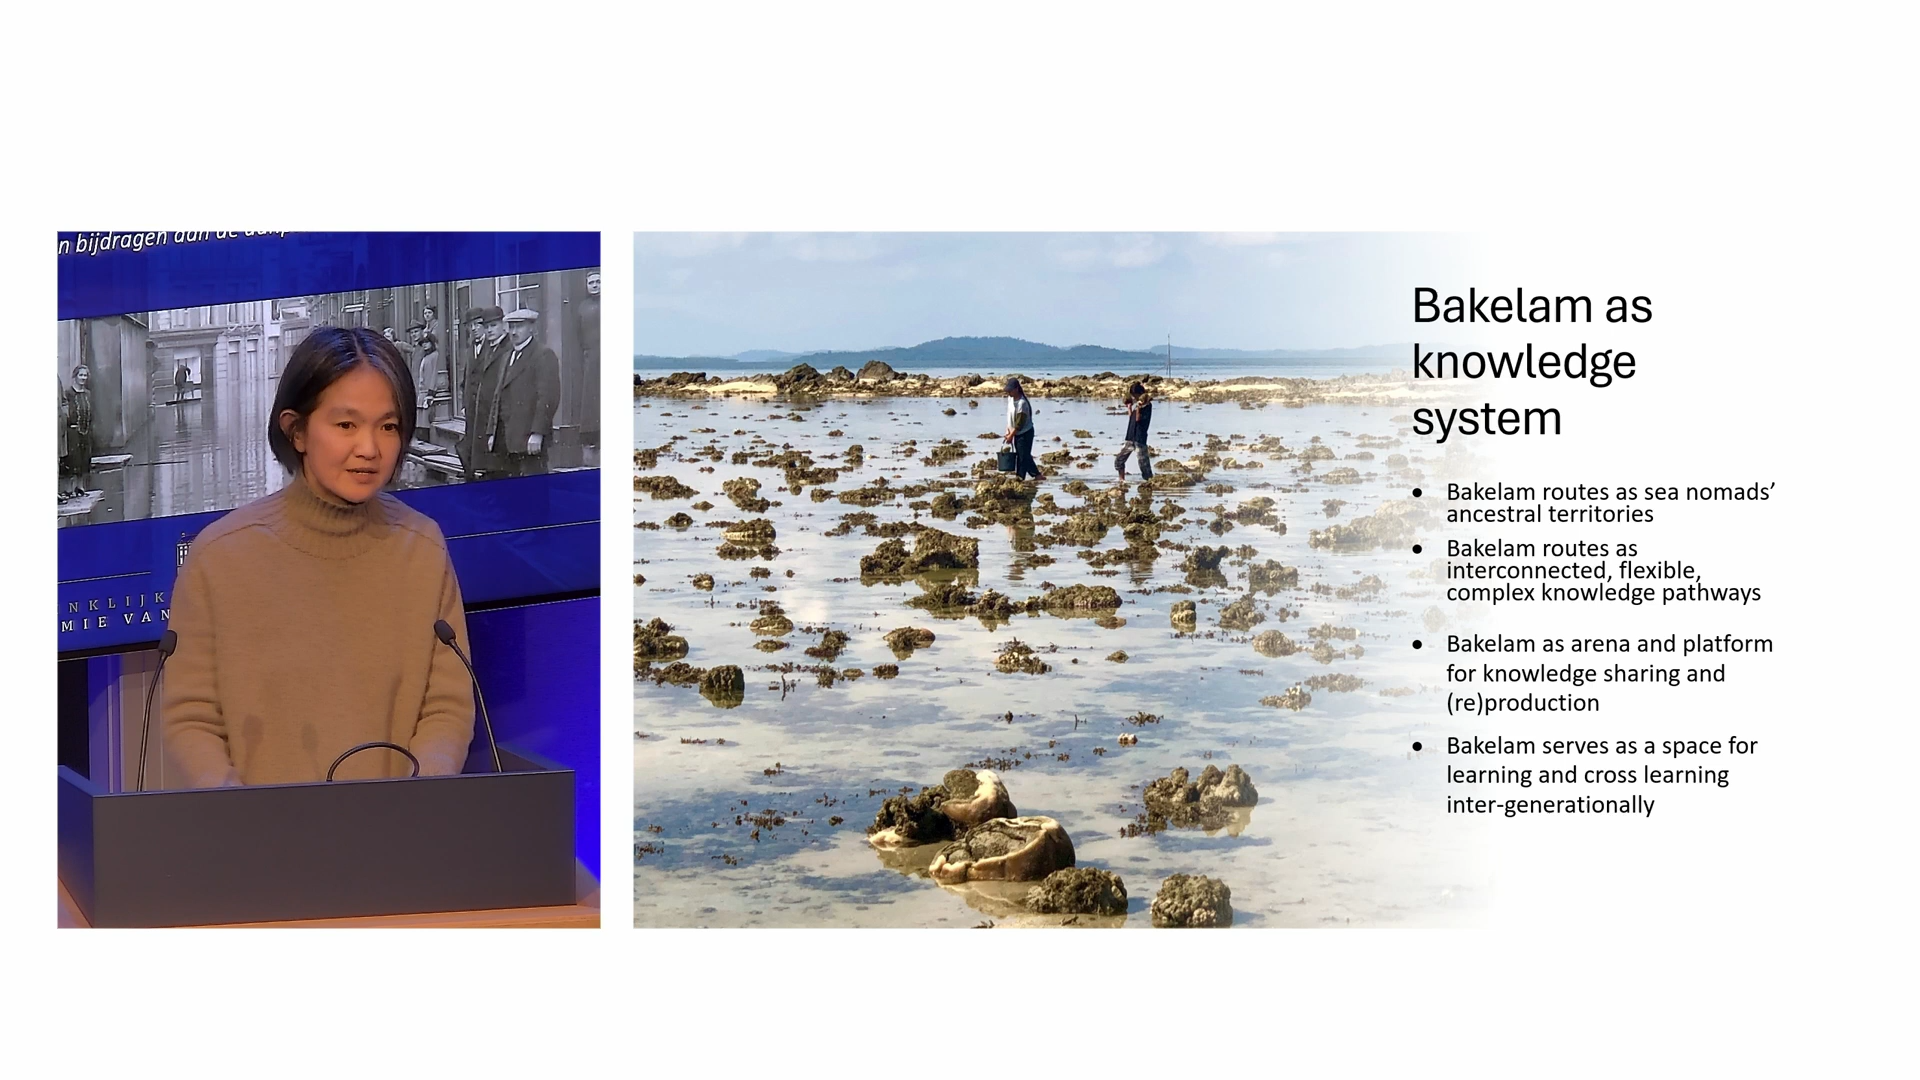 n bijdragen aan de
NKLIJK
MIE VAN
Bakelam as
knowledge
system
• Bakelam routes as sea nomads’
ancestral territories
• Bakelam routes as
interconnected, flexible,
complex knowledge pathways
• Bakelam as arena and platform
for knowledge sharing and
(re)production
• Bakelam serves as a space for
learning and cross learning
inter-generationally